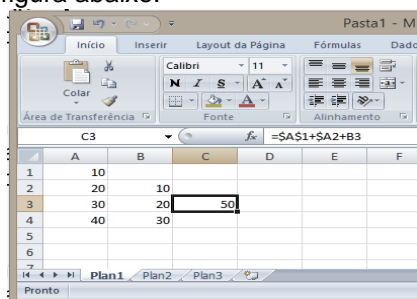 igura abaixo.
Pasta1 - M
Início Inserir Layout da Página Fórmulas Dado
Calibri 11
Colar
N I S A A
Área de Transferência Fonte Alinhamento
C3 fx =$A$1+$A2+B3
A B C D E F
1 10
2 20 10
3 30 20 50
4 40 30
5
6
7
Plan1 Plan2 Plan3
Pronto